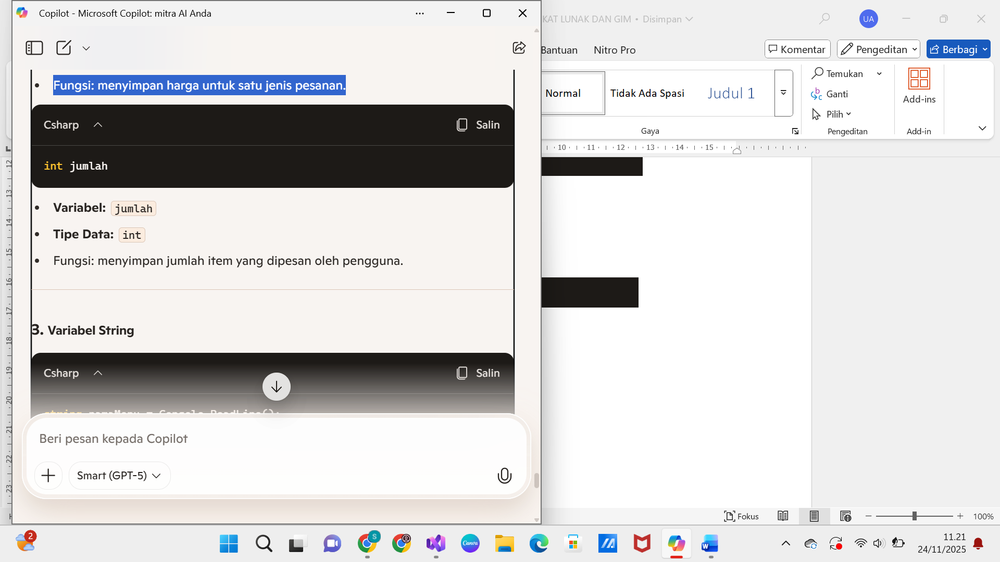 Copilot - Microsoft Copilot: mitra AI Anda
KAT LUNAK DAN GIM • Disimpan
UA
Bantuan
Nitro Pro
Komentar
Pengeditan
Berbagi
Normal
Tidak Ada Spasi
Judul 1
Gaya
Temukan
Ganti
Pilih
Pengeditan
Add-ins
Add-in
10 11 12 13 14 15
• Fungsi: menyimpan harga untuk satu jenis pesanan.
Csharp
Salin
int jumlah
• Variabel: jumlah
• Tipe Data: int
• Fungsi: menyimpan jumlah item yang dipesan oleh pengguna.
3. Variabel String
Csharp
Salin
string namaMenu = Console.ReadLine();
Beri pesan kepada Copilot
Smart (GPT-5)
12
13
14
15
16
17
18
19
20
21
22
23
Fokus
100%
2
S
Canva
W
11.21
24/11/2025